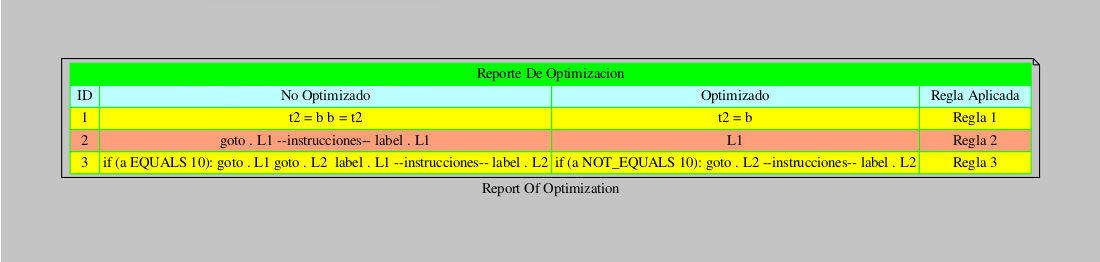 Reporte De Optimizacion
ID No Optimizado Optimizado Regla Aplicada
1 t2 = b b = t2 t2 = b Regla 1
2 goto . L1 --instrucciones-- label . L1 L1 Regla 2
3 if (a EQUALS 10): goto . L1 goto . L2 label . L1 --instrucciones-- label . L2 if (a NOT_EQUALS 10): goto . L2 --instrucciones-- label . L2 Regla 3
Report Of Optimization